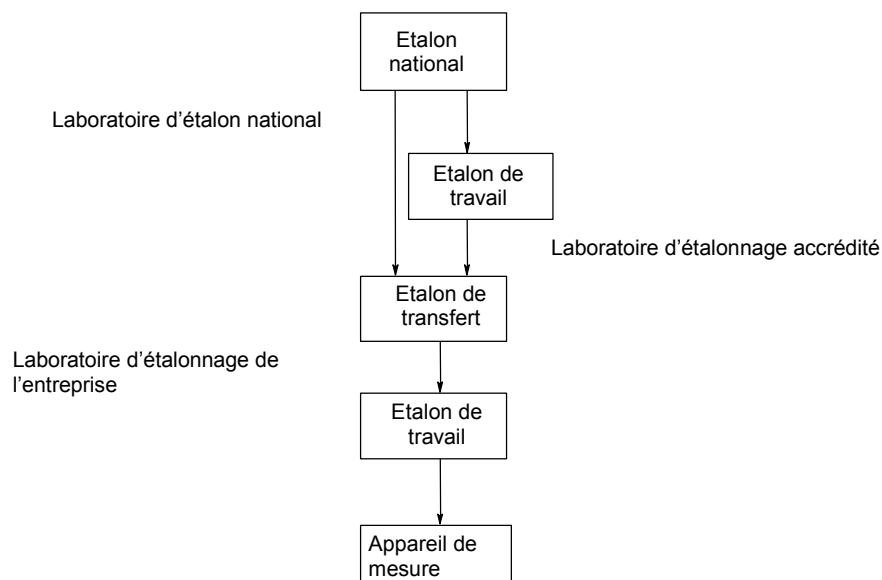 Etalon
national
Laboratoire d’étalon national
Etalon de
travail
Laboratoire d’étalonnage accrédité
Etalon de
transfert
Laboratoire d’étalonnage de
l’entreprise
Etalon de
travail
Appareil de
mesure